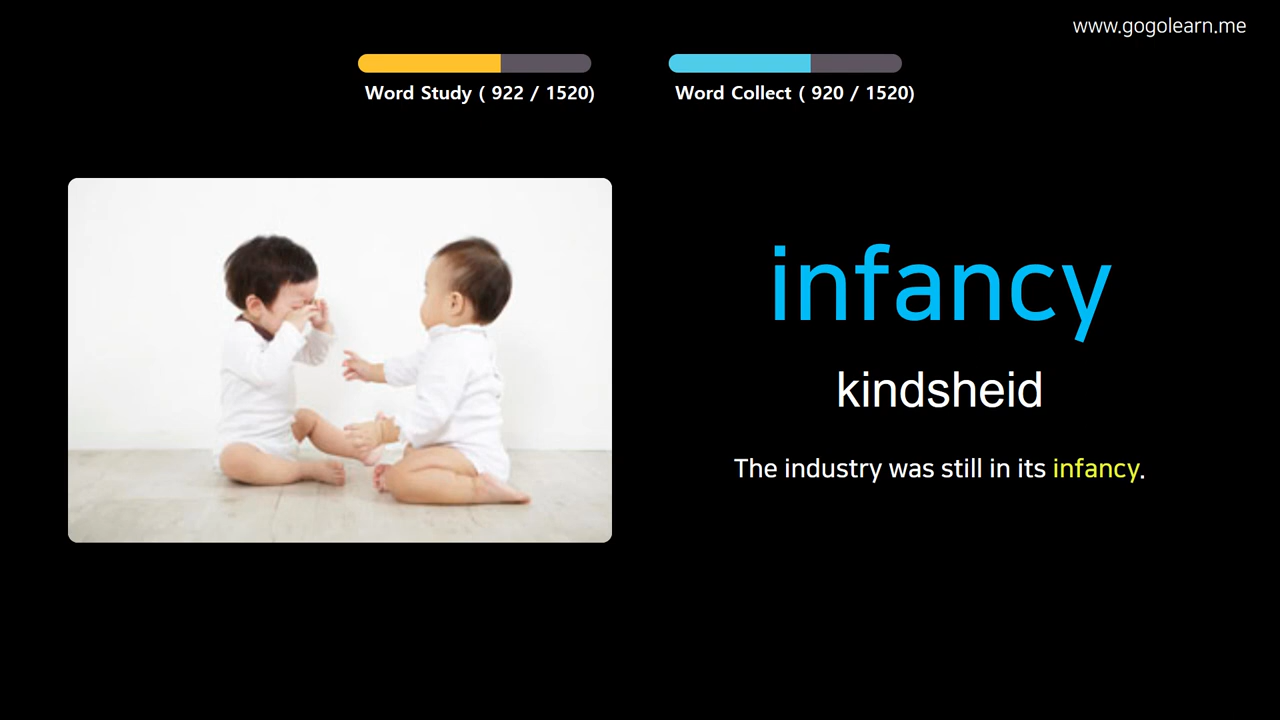 www.gogolearn.me
Word Study ( 922 / 1520)
Word Collect ( 920 / 1520)
infancy
kindsheid
The industry was still in its infancy.